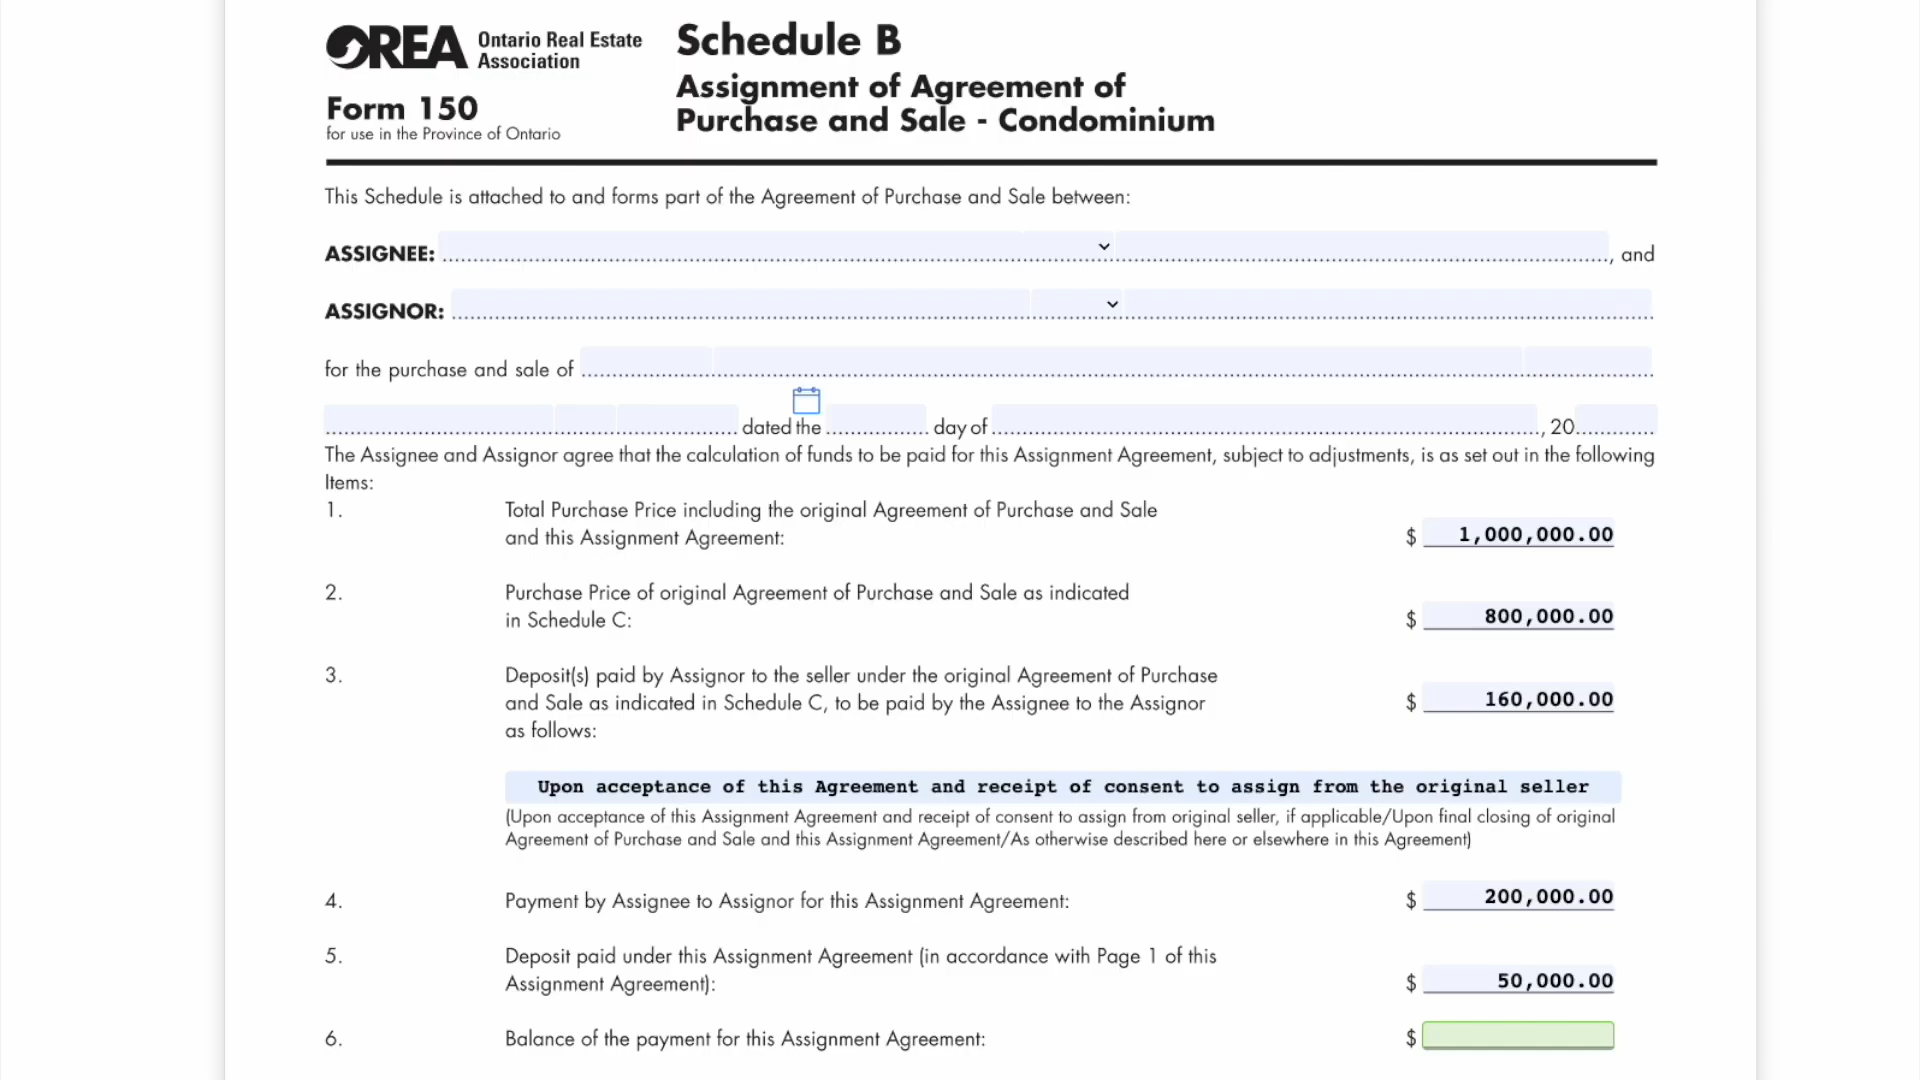 OREA Ontario Real Estate Association
Form 150
for use in the Province of Ontario
Schedule B
Assignment of Agreement of
Purchase and Sale - Condominium
This Schedule is attached to and forms part of the Agreement of Purchase and Sale between:
ASSIGNEE: , and
ASSIGNOR:
for the purchase and sale of
dated the day of , 20
The Assignee and Assignor agree that the calculation of funds to be paid for this Assignment Agreement, subject to adjustments, is as set out in the following
Items:
1. Total Purchase Price including the original Agreement of Purchase and Sale
and this Assignment Agreement: $ 1,000,000.00
2. Purchase Price of original Agreement of Purchase and Sale as indicated
in Schedule C: $ 800,000.00
3. Deposit(s) paid by Assignor to the seller under the original Agreement of Purchase
and Sale as indicated in Schedule C, to be paid by the Assignee to the Assignor $ 160,000.00
as follows:
Upon acceptance of this Agreement and receipt of consent to assign from the original seller
(Upon acceptance of this Assignment Agreement and receipt of consent to assign from original seller, if applicable/Upon final closing of original
Agreement of Purchase and Sale and this Assignment Agreement/As otherwise described here or elsewhere in this Agreement)
4. Payment by Assignee to Assignor for this Assignment Agreement: $ 200,000.00
5. Deposit paid under this Assignment Agreement (in accordance with Page 1 of this
Assignment Agreement): $ 50,000.00
6. Balance of the payment for this Assignment Agreement: $